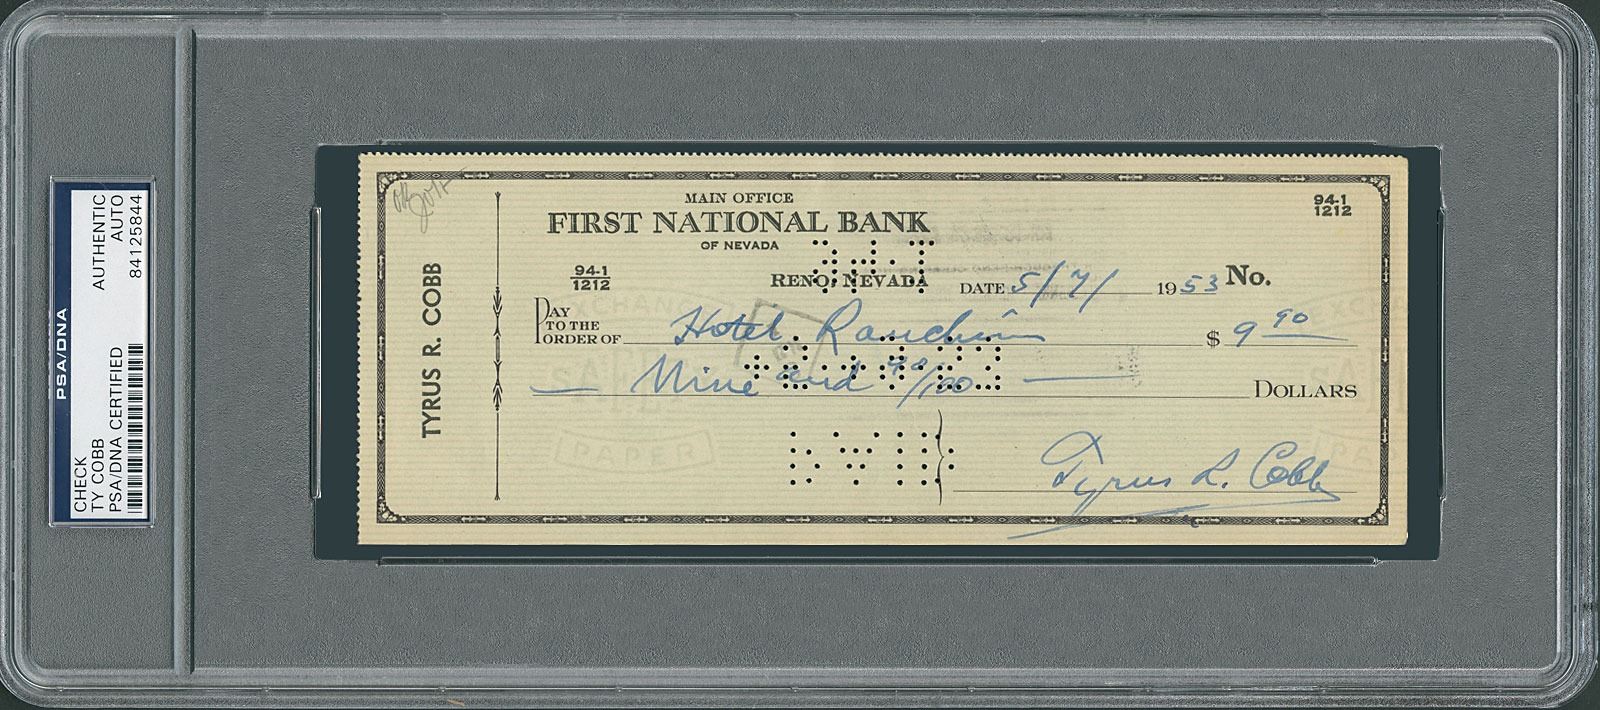 PSA/DNA
CHECK
TY COBB
PSA/DNA CERTIFIED
AUTHENTIC
AUTO
84125844
TYRUS R. COBB
MAIN OFFICE
FIRST NATIONAL BANK
OF NEVADA
94-1
1212
94-1
1212
RENO, NEVADA DATE 5/7/ 1953 No.
PAY
TO THE
ORDER OF Hotel $ 9 90
Nine and 90/100 DOLLARS
EXCHANGE
PAPER
Tyrus R. Cobb